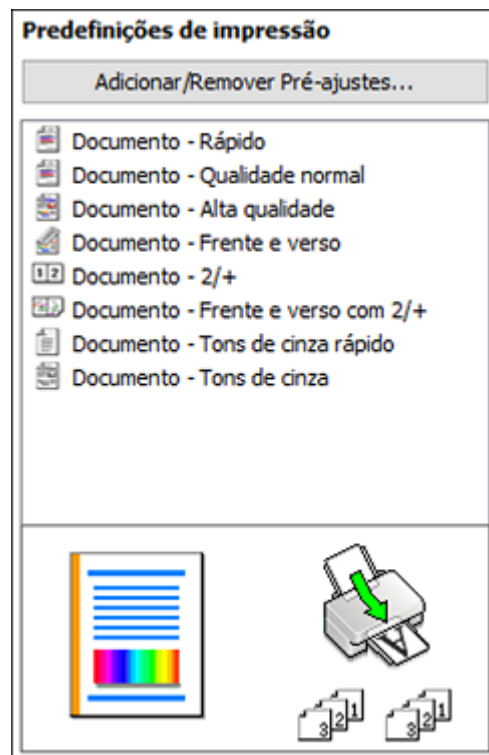 Predefinições de impressão
Adicionar/Remover Pré-ajustes...
Documento - Rápido
Documento - Qualidade normal
Documento - Alta qualidade
Documento - Frente e verso
12 Documento - 2/+
Documento - Frente e verso com 2/+
Documento - Tons de cinza rápido
Documento - Tons de cinza
A
3 2 1 3 2 1